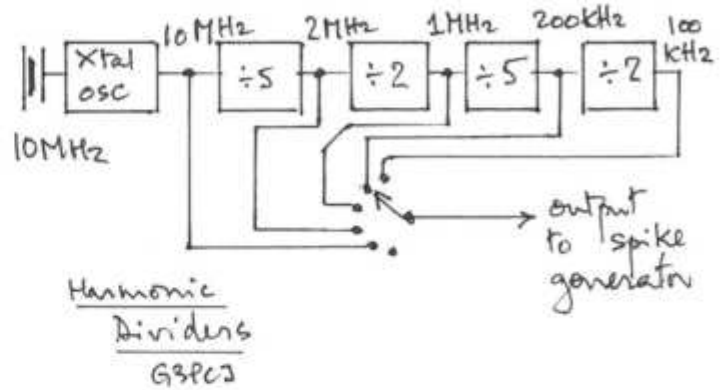 10MHz 2MHz 1MHz 200kHz 100
KHz
Xtal
osc
÷5 ÷2 ÷5 ÷2
10MHz
output
to spike
generator
Harmonic
Dividers
G3PCJ